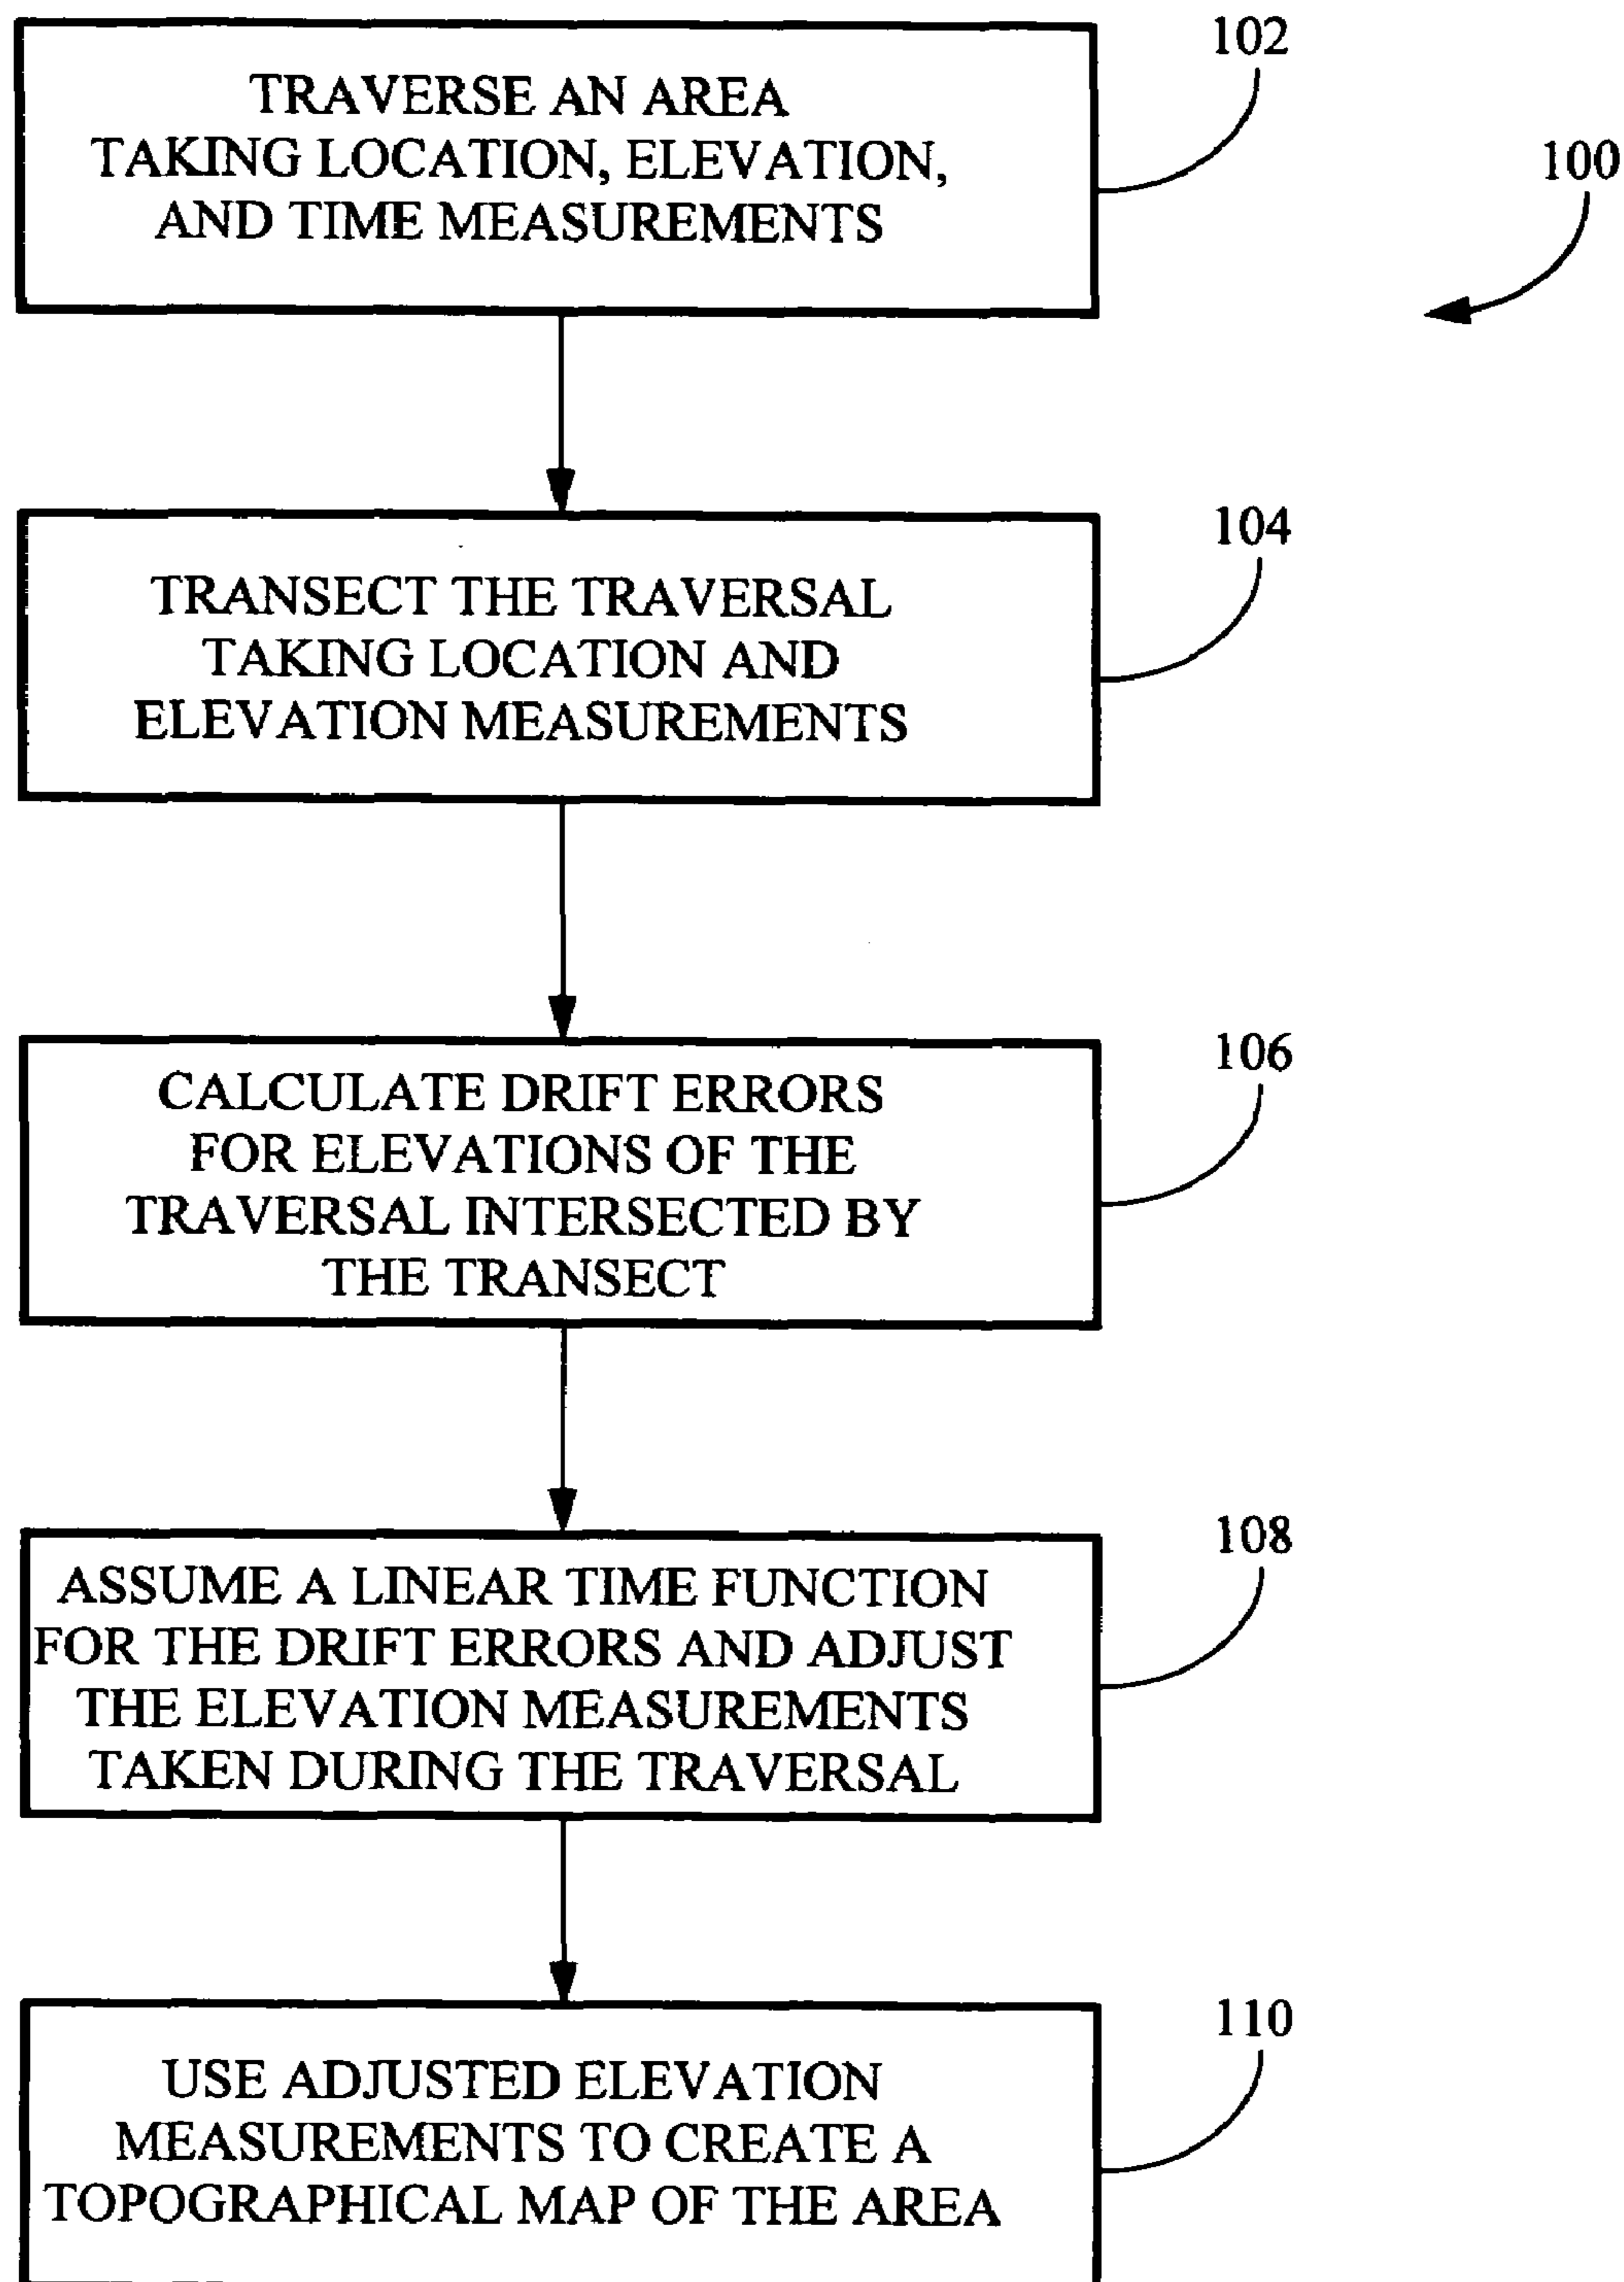 102
TRAVERSE AN AREA
TAKING LOCATION, ELEVATION,
AND TIME MEASUREMENTS
100
104
TRANSECT THE TRAVERSAL
TAKING LOCATION AND
ELEVATION MEASUREMENTS
106
CALCULATE DRIFT ERRORS
FOR ELEVATIONS OF THE
TRAVERSAL INTERSECTED BY
THE TRANSECT
108
ASSUME A LINEAR TIME FUNCTION
FOR THE DRIFT ERRORS AND ADJUST
THE ELEVATION MEASUREMENTS
TAKEN DURING THE TRAVERSAL
110
USE ADJUSTED ELEVATION
MEASUREMENTS TO CREATE A
TOPOGRAPHICAL MAP OF THE AREA